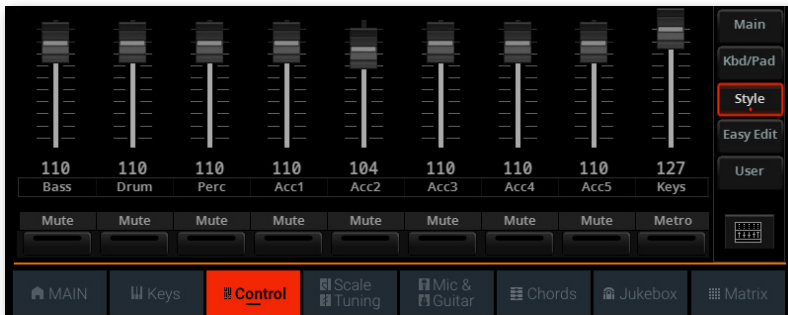 Main
Kbd/Pad
Style
Easy Edit
User
110 110 110 110 104 110 110 110 127
Bass Drum Perc Acc1 Acc2 Acc3 Acc4 Acc5 Keys
Mute Mute Mute Mute Mute Mute Mute Mute Metro
MAIN Keys Control Scale Tuning Mic & Guitar Chords Jukebox Matrix